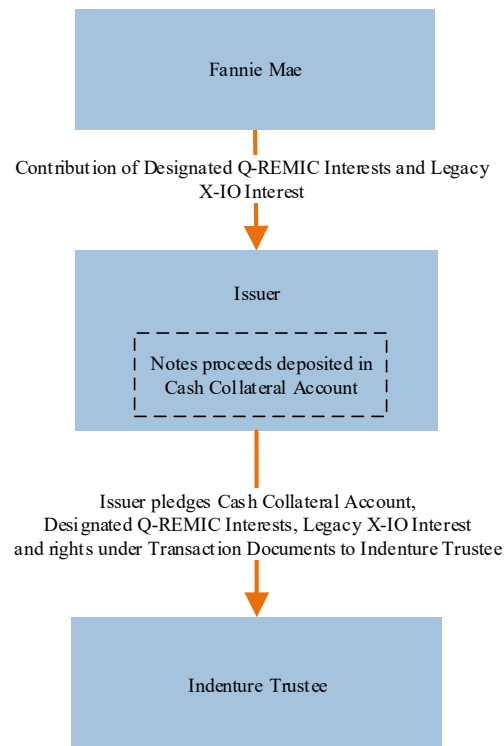 Fannie Mae
Contribution of Designated Q-REMIC Interests and Legacy
X-IO Interest
Issuer
Notes proceeds deposited in
Cash Collateral Account
Issuer pledges Cash Collateral Account,
Designated Q-REMIC Interests, Legacy X-IO Interest
and rights under Transaction Documents to Indenture Trustee
Indenture Trustee